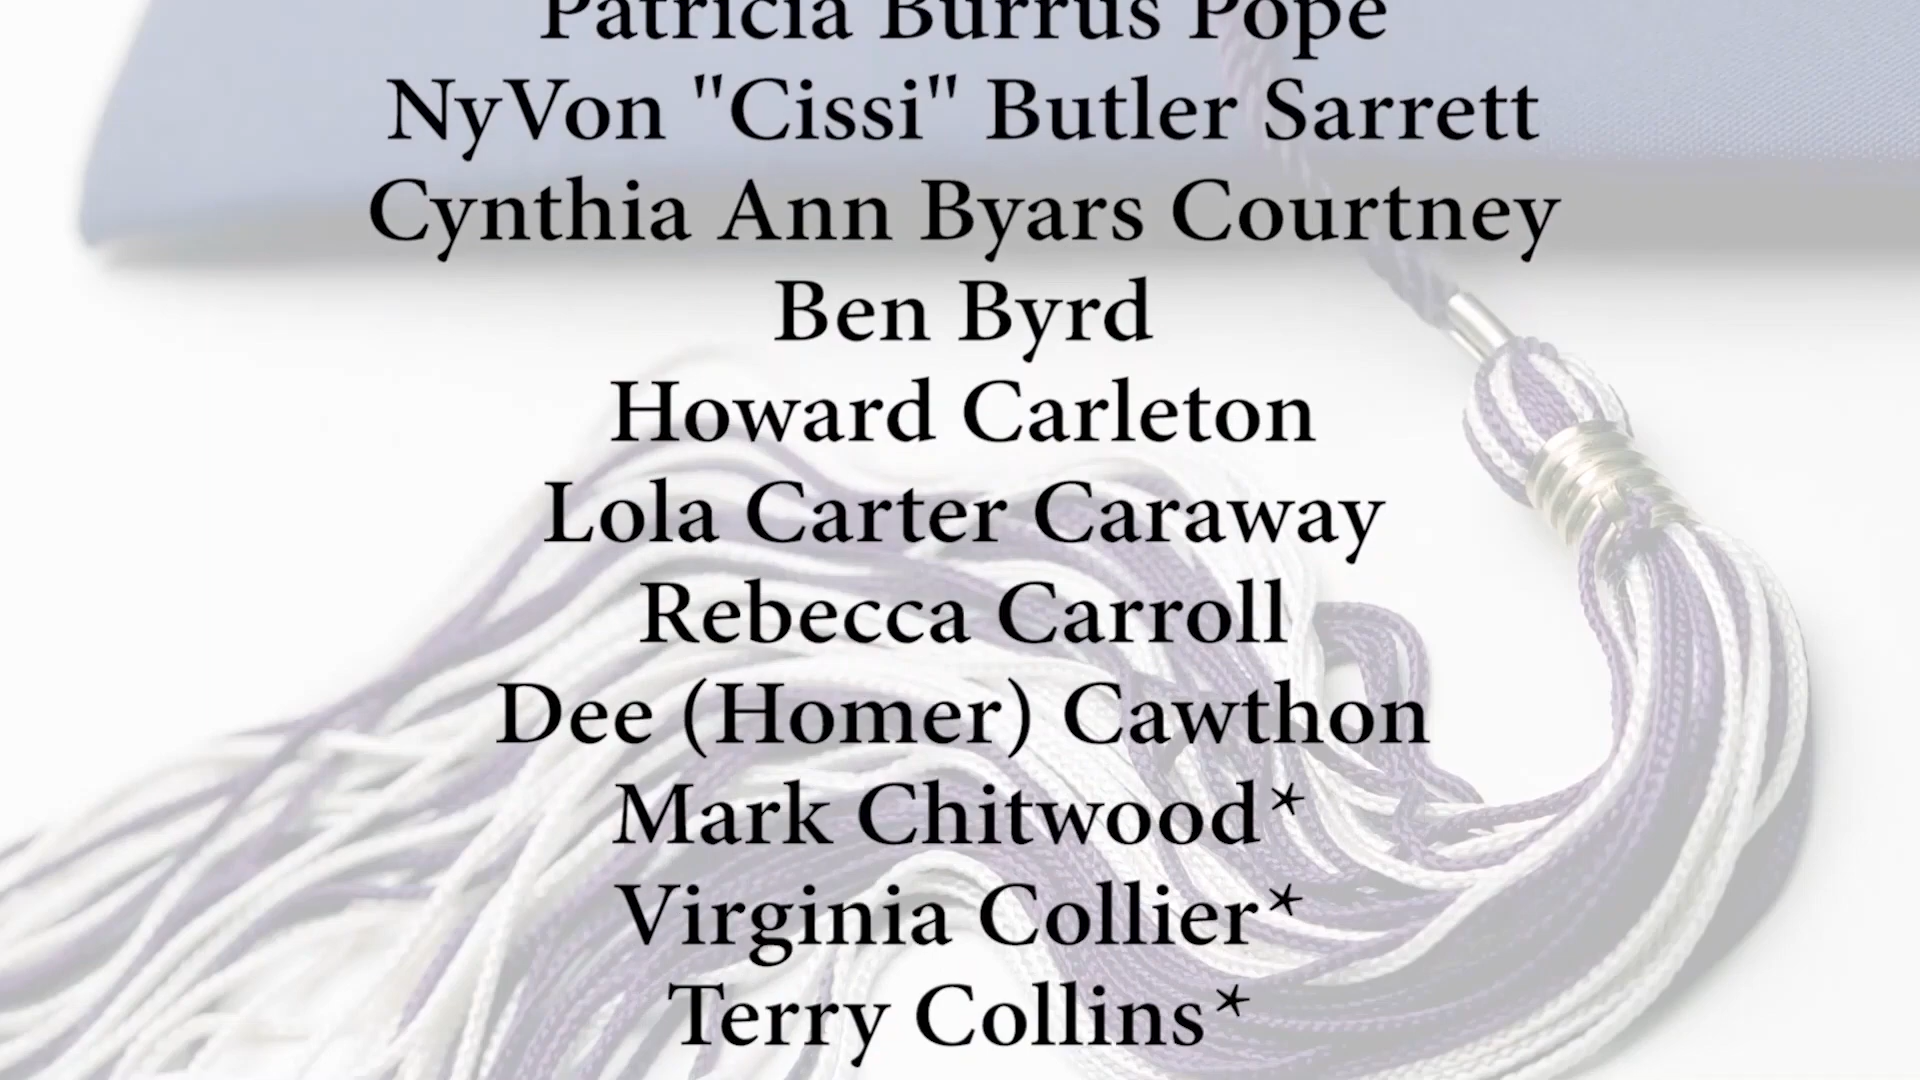 Patricia Burrus Pope
NyVon "Cissi" Butler Sarrett
Cynthia Ann Byars Courtney
Ben Byrd
Howard Carleton
Lola Carter Caraway
Rebecca Carroll
Dee (Homer) Cawthon
Mark Chitwood*
Virginia Collier*
Terry Collins*